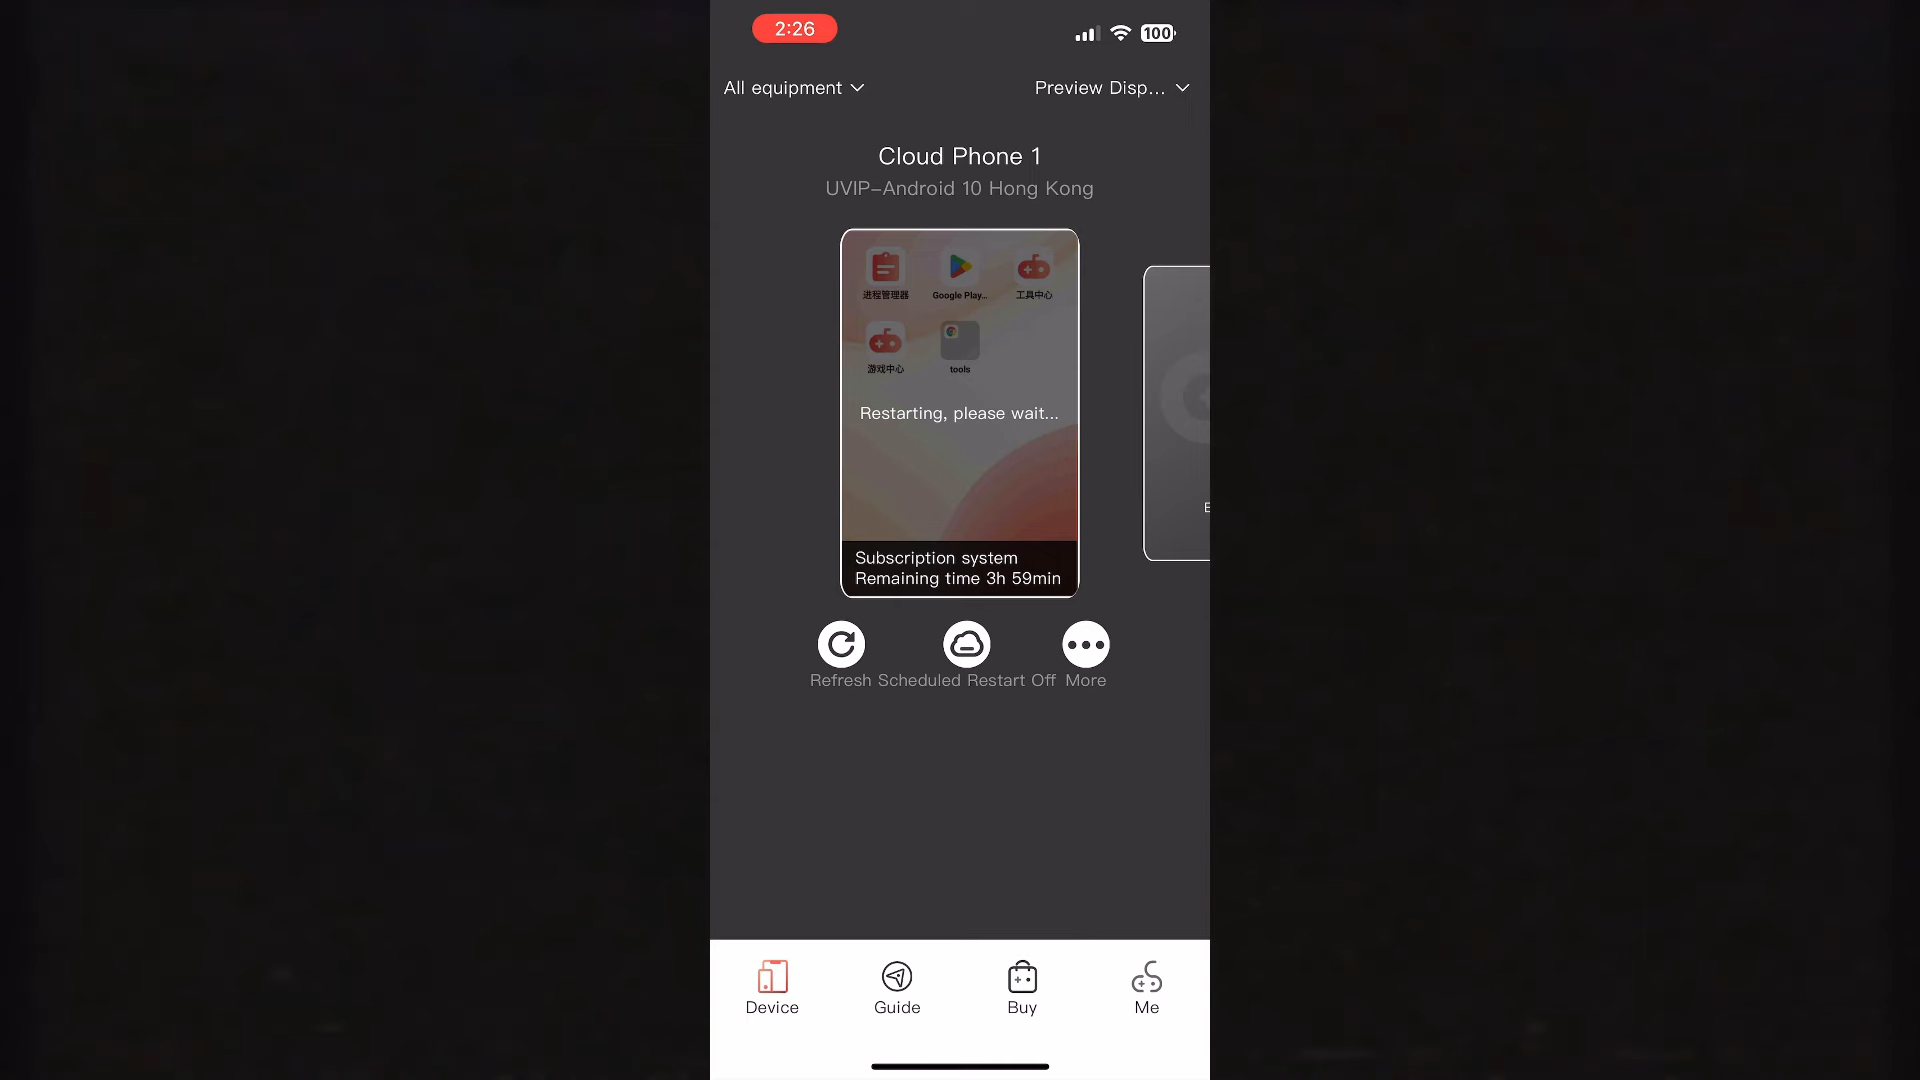 2:26
100
All equipment
Preview Disp...
Cloud Phone 1
UVIP-Android 10 Hong Kong
进程管理器
Google Play...
工具中心
游戏中心
tools
Restarting, please wait...
Subscription system
Remaining time 3h 59min
Refresh
Scheduled Restart Off
More
Device
Guide
Buy
Me